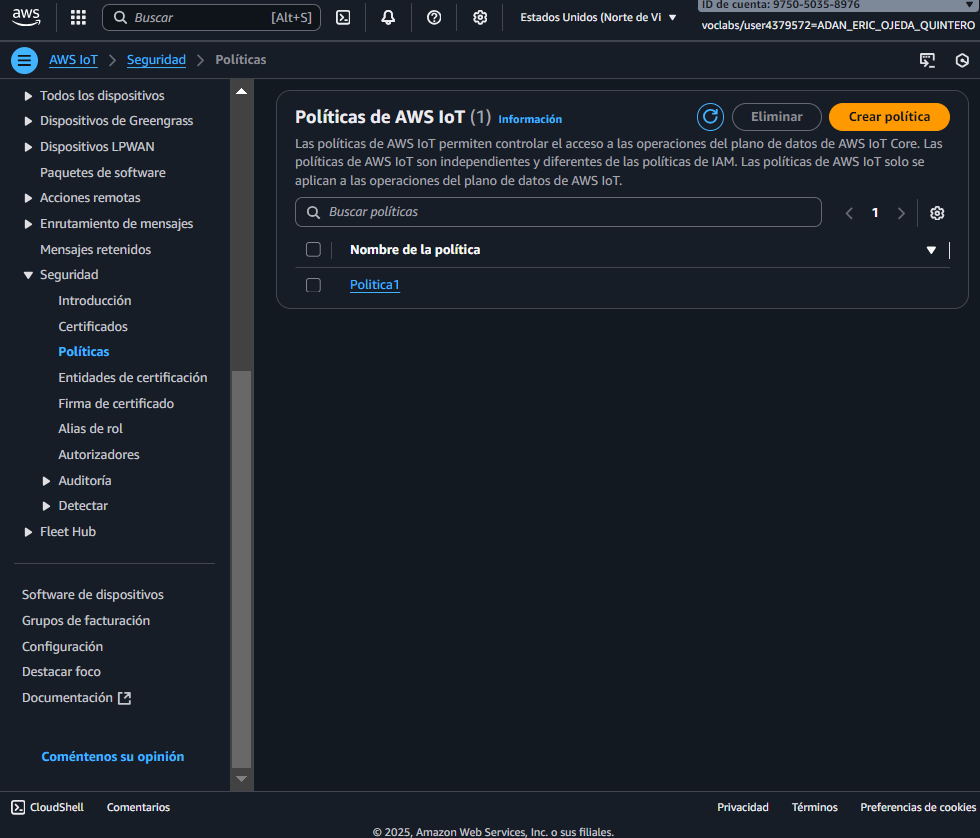 aws
Buscar [Alt+S]
Estados Unidos (Norte de Vi
ID de cuenta: 9750-5035-8976
voclabs/user4379572=ADAN_ERIC_OJEDA_QUINTERO
AWS IoT Seguridad Políticas
Todos los dispositivos
Dispositivos de Greengrass
Dispositivos LPWAN
Paquetes de software
Acciones remotas
Enrutamiento de mensajes
Mensajes retenidos
Seguridad
Introducción
Certificados
Políticas
Entidades de certificación
Firma de certificado
Alias de rol
Autorizadores
Auditoría
Detectar
Fleet Hub
Software de dispositivos
Grupos de facturación
Configuración
Destacar foco
Documentación
Coméntenos su opinión
Políticas de AWS IoT (1) Información
Eliminar
Crear política
Las políticas de AWS IoT permiten controlar el acceso a las operaciones del plano de datos de AWS IoT Core. Las
políticas de AWS IoT son independientes y diferentes de las políticas de IAM. Las políticas de AWS IoT solo se
aplican a las operaciones del plano de datos de AWS IoT.
Buscar políticas
1
Nombre de la política
Politica1
CloudShell Comentarios Privacidad Términos Preferencias de cookies
© 2025, Amazon Web Services, Inc. o sus filiales.